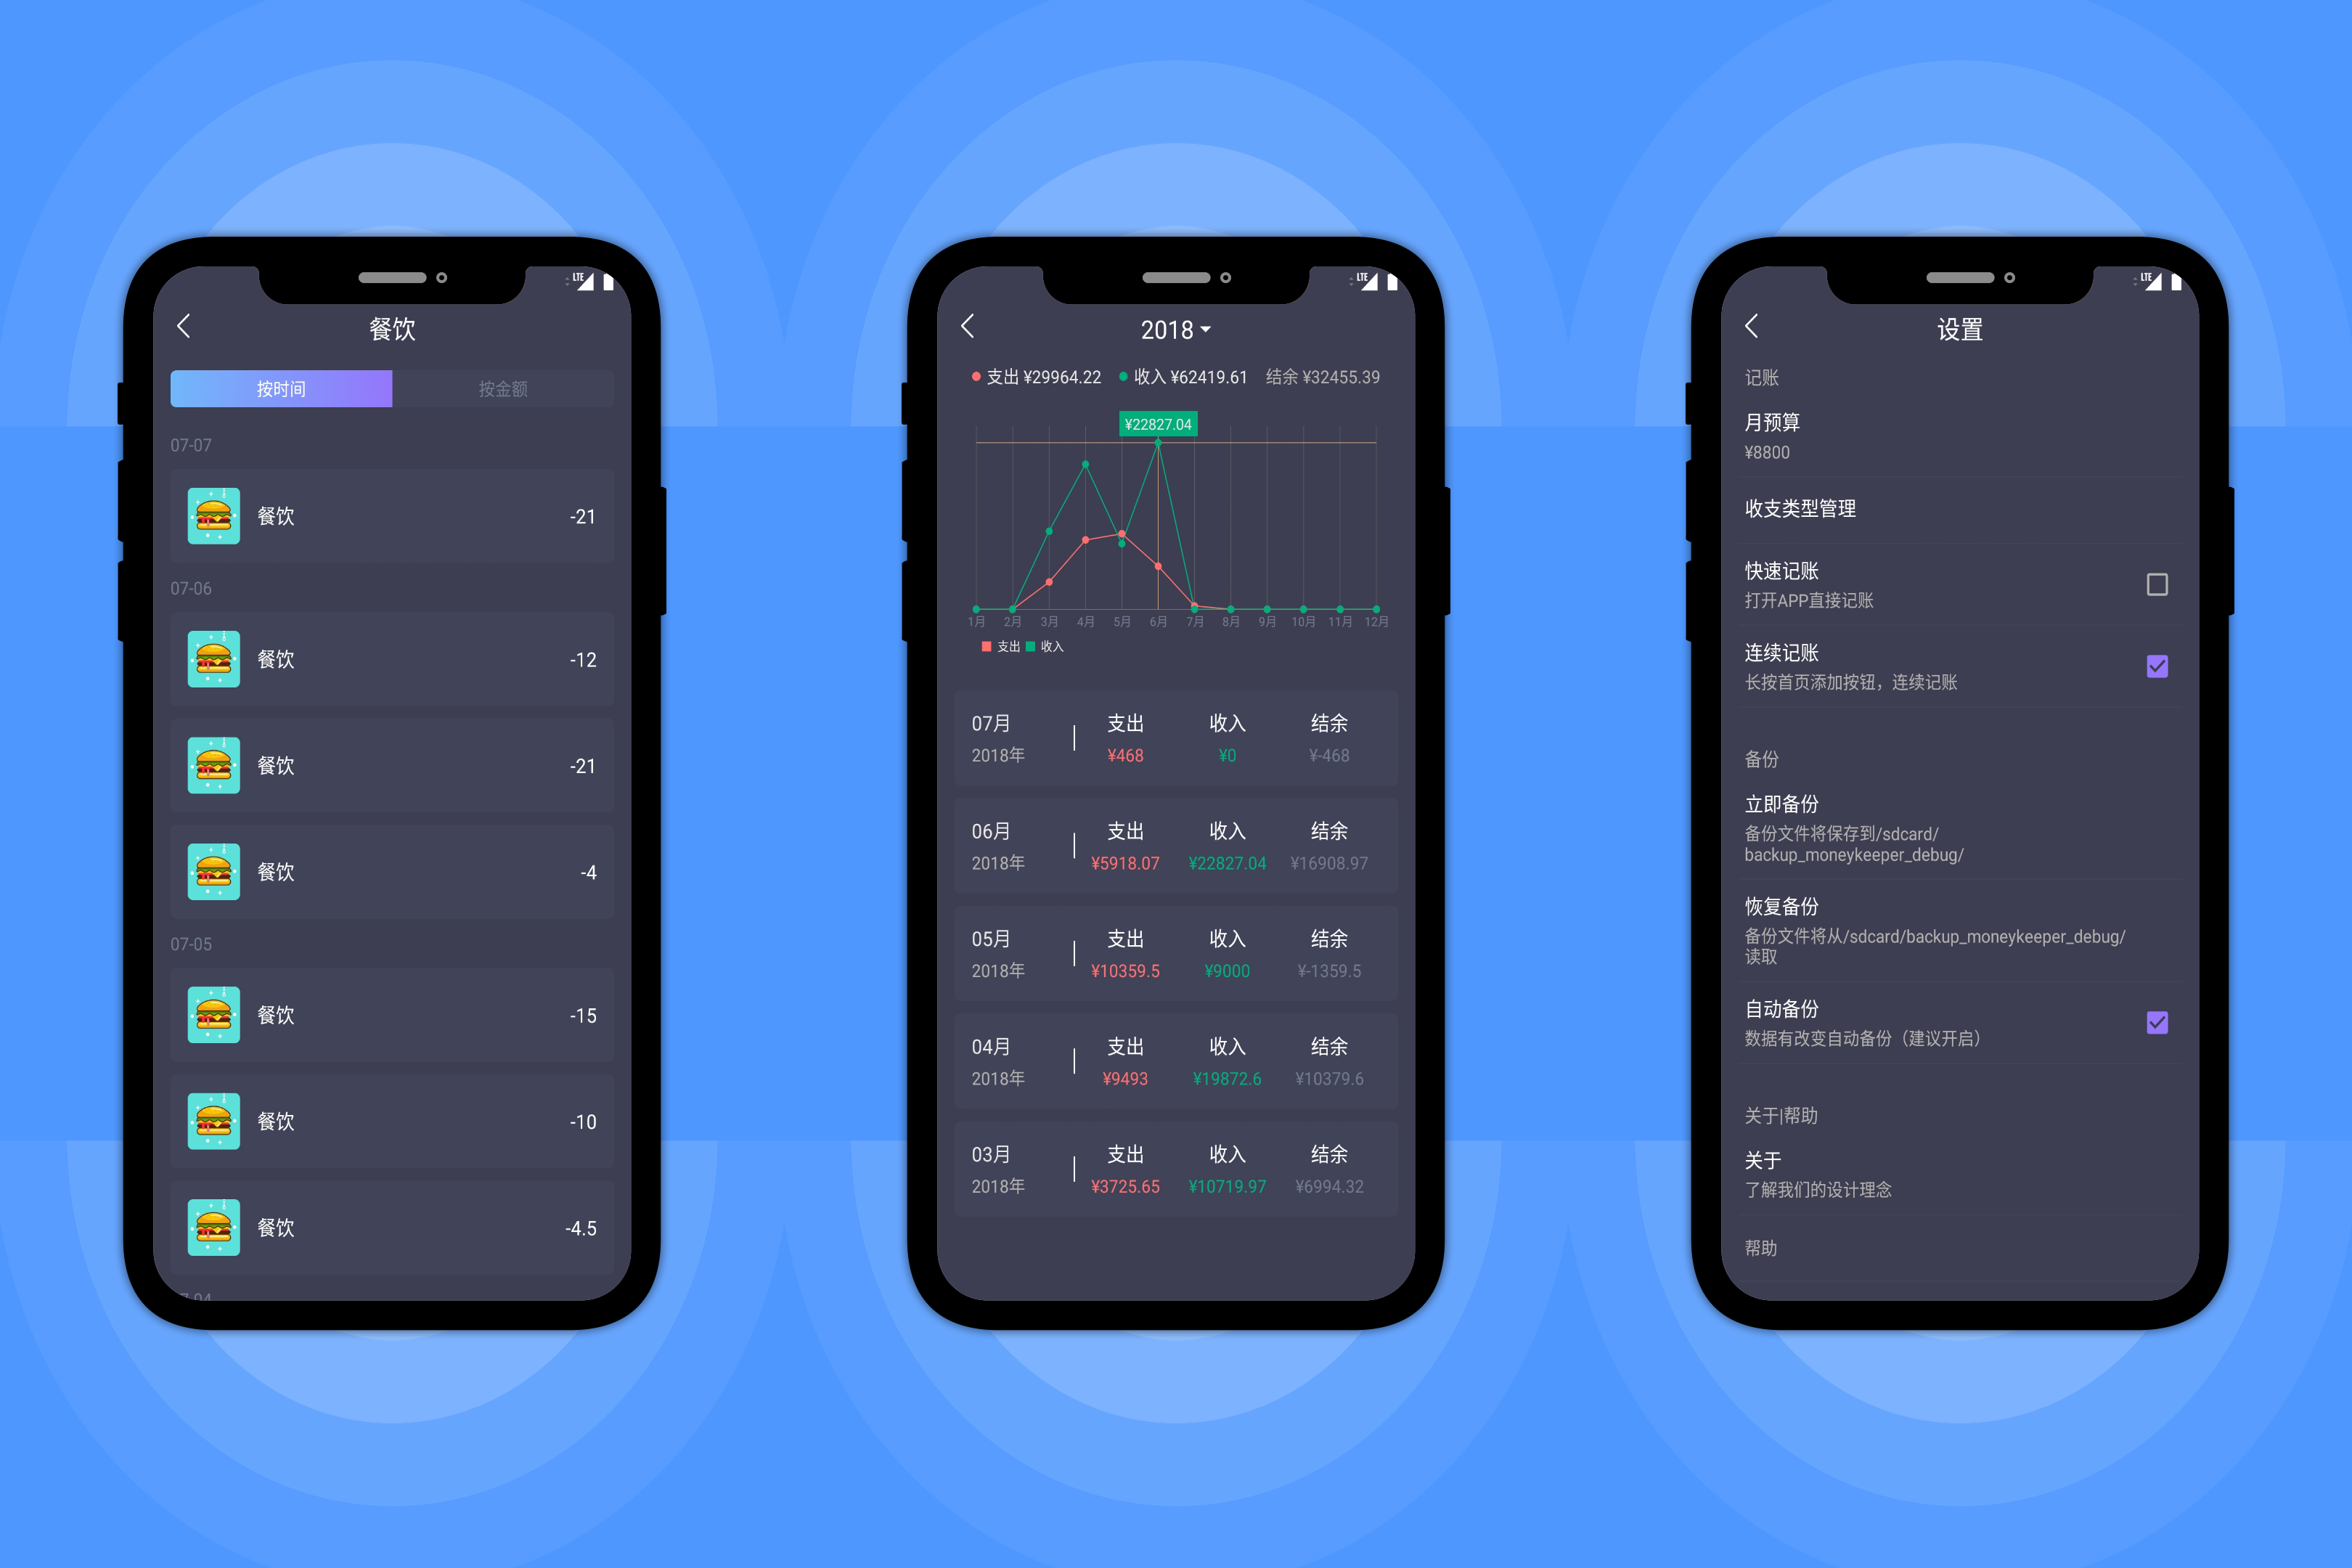 LTE
餐饮
按时间 按金额
07-07
餐饮 -21
07-06
餐饮 -12
餐饮 -21
餐饮 -4
07-05
餐饮 -15
餐饮 -10
餐饮 -4.5
LTE
2018
支出 ¥29964.22 收入 ¥62419.61 结余 ¥32455.39
¥22827.04
1月 2月 3月 4月 5月 6月 7月 8月 9月 10月 11月 12月
支出 收入
07月 支出 收入 结余
2018年 ¥468 ¥0 ¥-468
06月 支出 收入 结余
2018年 ¥5918.07 ¥22827.04 ¥16908.97
05月 支出 收入 结余
2018年 ¥10359.5 ¥9000 ¥-1359.5
04月 支出 收入 结余
2018年 ¥9493 ¥19872.6 ¥10379.6
03月 支出 收入 结余
2018年 ¥3725.65 ¥10719.97 ¥6994.32
LTE
设置
记账
月预算
¥8800
收支类型管理
快速记账
打开APP直接记账
连续记账
长按首页添加按钮，连续记账
备份
立即备份
备份文件将保存到/sdcard/
backup_moneykeeper_debug/
恢复备份
备份文件将从/sdcard/backup_moneykeeper_debug/
读取
自动备份
数据有改变自动备份（建议开启）
关于|帮助
关于
了解我们的设计理念
帮助